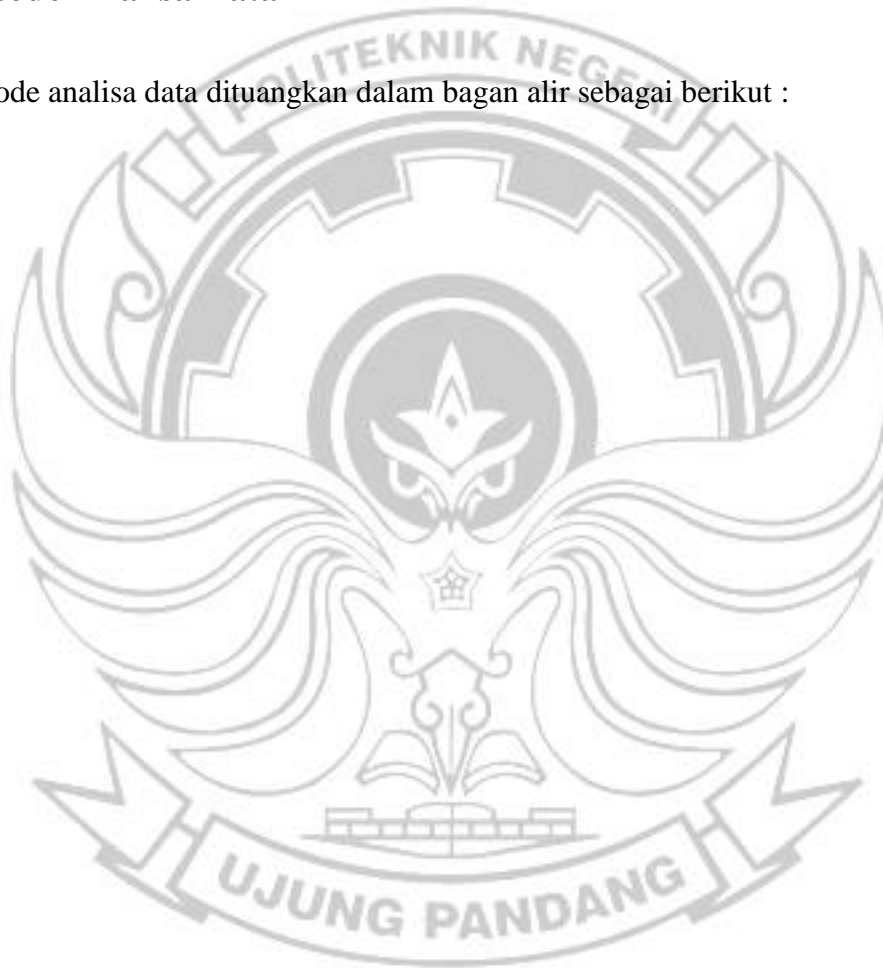 POLITEKNIK NEGERI
ode analisa data dituangkan dalam bagan alir sebagai berikut :
UJUNG PANDANG